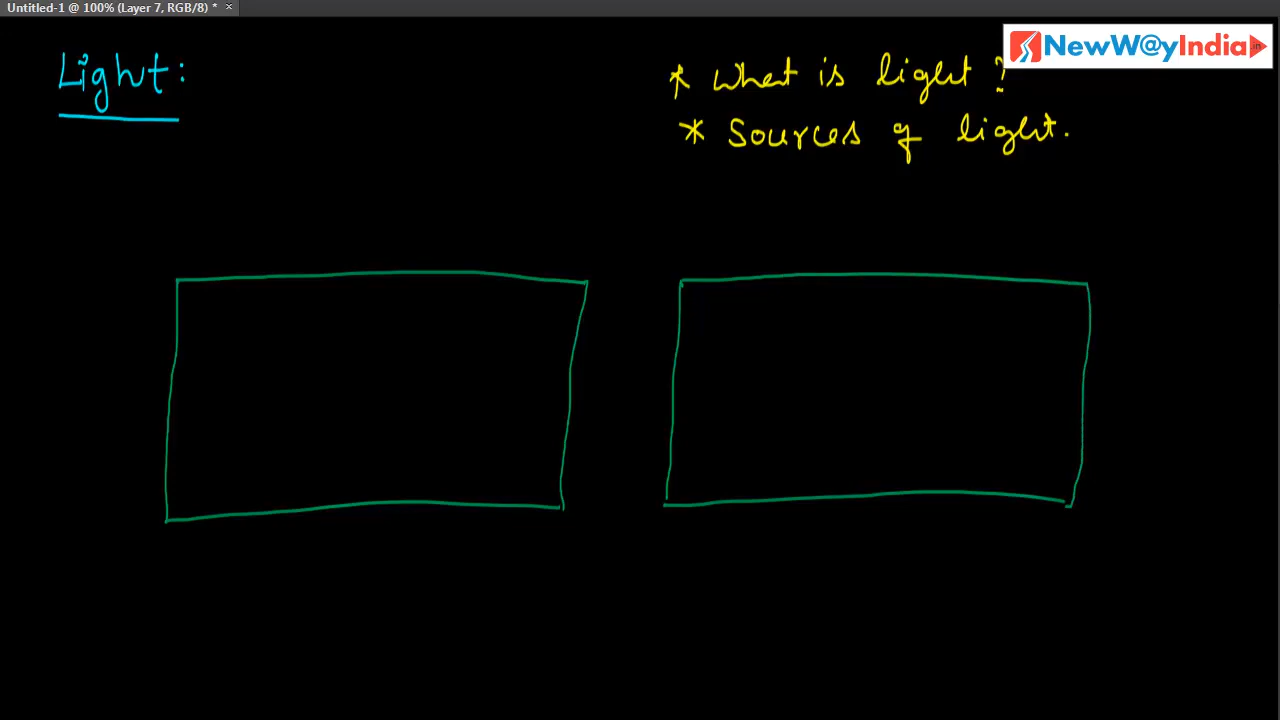 Untitled-1 @ 100% (Layer 7, RGB/8) * ×
NewW@yIndia.in
Light:
* What is light?
* Sources of light.